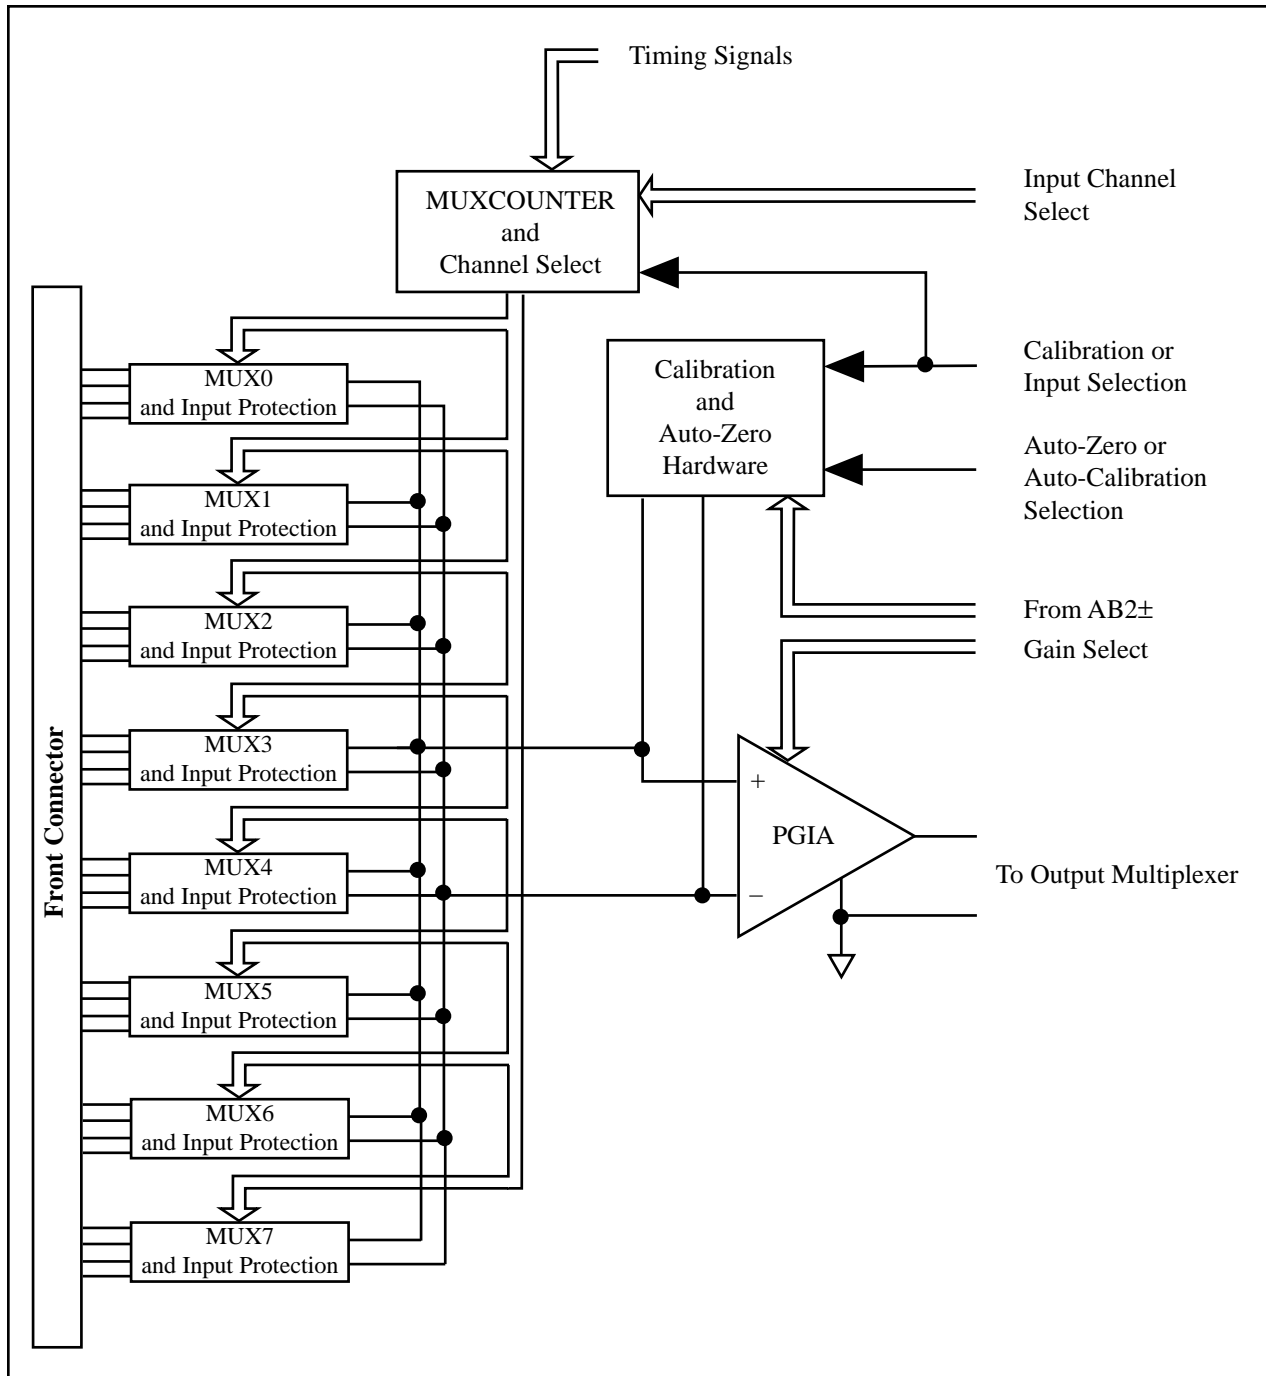 Timing Signals
MUXCOUNTER
and
Channel Select
Input Channel
Select
Calibration
and
Auto-Zero
Hardware
Calibration or
Input Selection
Auto-Zero or
Auto-Calibration
Selection
From AB2±
Gain Select
Front Connector
MUX0
and Input Protection
MUX1
and Input Protection
MUX2
and Input Protection
MUX3
and Input Protection
MUX4
and Input Protection
MUX5
and Input Protection
MUX6
and Input Protection
MUX7
and Input Protection
+
PGIA
−
To Output Multiplexer